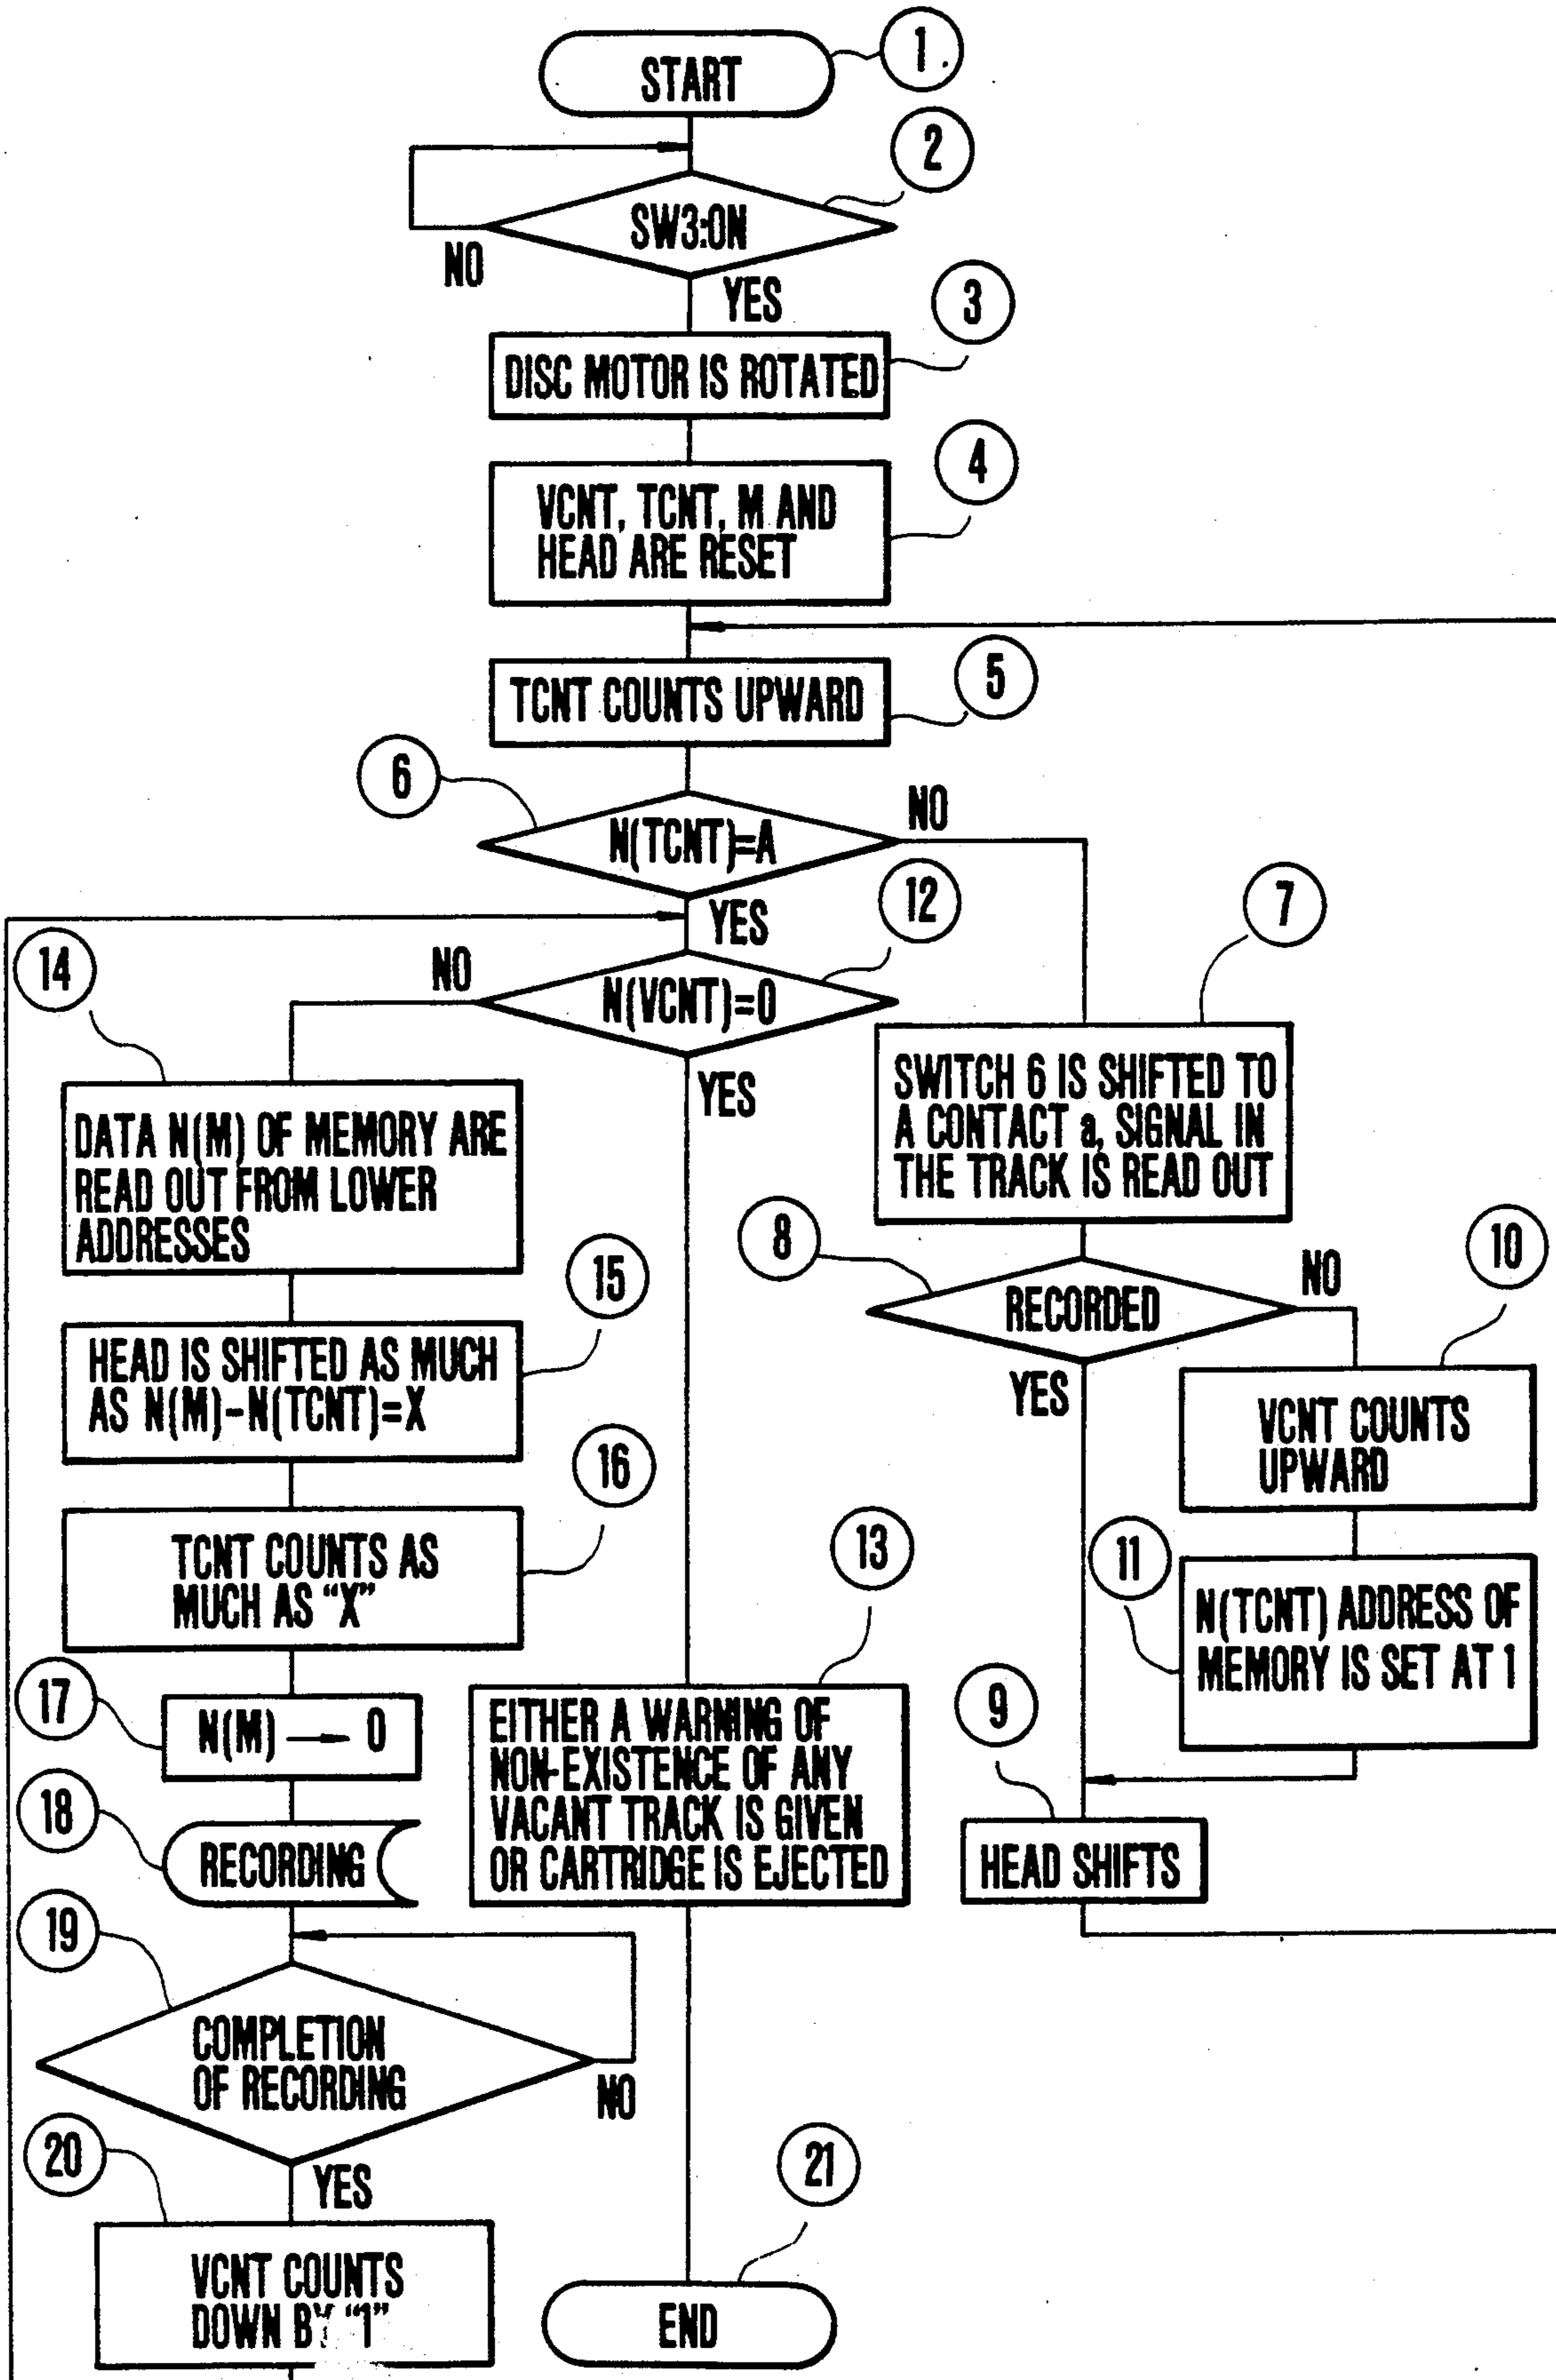 START
1
2
SW3:ON
NO
YES
3
DISC MOTOR IS ROTATED
4
VCNT, TCNT, M AND
HEAD ARE RESET
5
TCNT COUNTS UPWARD
6
N(TCNT)=A
NO
YES
12
7
14
NO
N(VCNT)=0
YES
DATA N(M) OF MEMORY ARE
READ OUT FROM LOWER
ADDRESSES
SWITCH 6 IS SHIFTED TO
A CONTACT a, SIGNAL IN
THE TRACK IS READ OUT
8
RECORDED
NO
YES
10
15
HEAD IS SHIFTED AS MUCH
AS N(M)-N(TCNT)=X
VCNT COUNTS
UPWARD
16
TCNT COUNTS AS
MUCH AS "X"
13
11
N(TCNT) ADDRESS OF
MEMORY IS SET AT 1
17
N(M) → 0
EITHER A WARNING OF
NON-EXISTENCE OF ANY
VACANT TRACK IS GIVEN
OR CARTRIDGE IS EJECTED
9
HEAD SHIFTS
18
RECORDING
19
COMPLETION
OF RECORDING
NO
YES
20
VCNT COUNTS
DOWN BY "1"
21
END